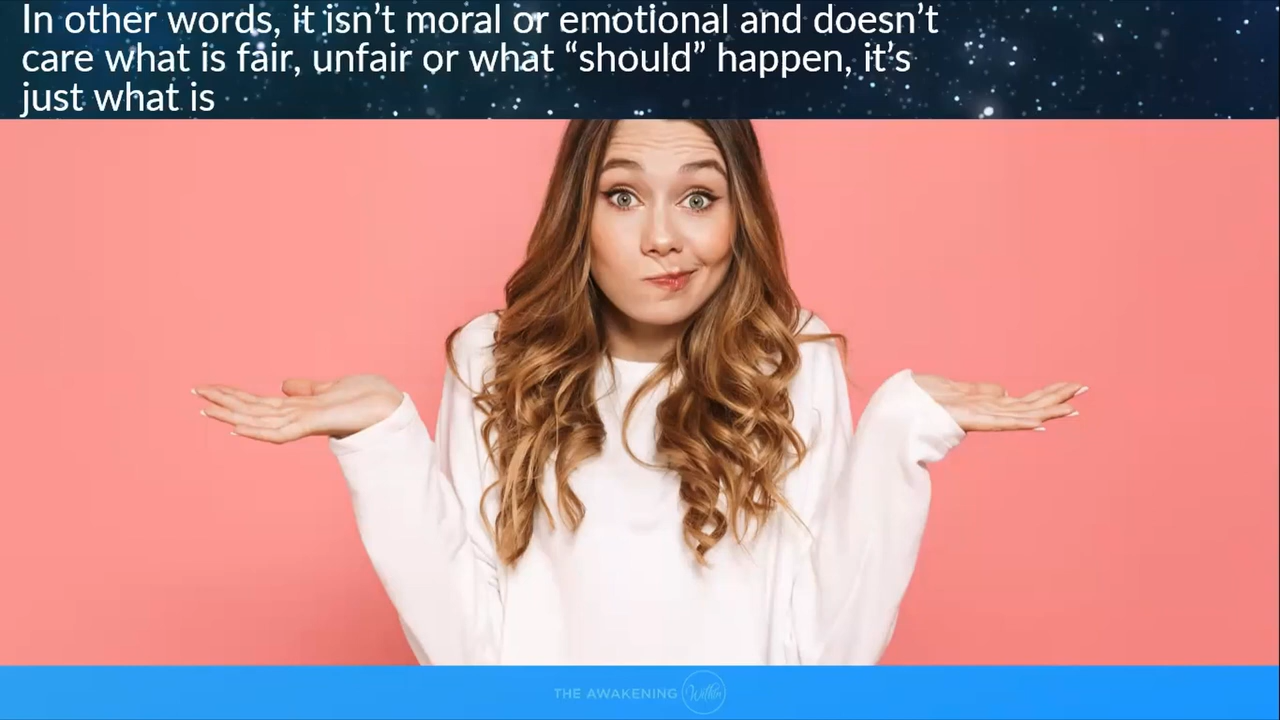 In other words, it isn’t moral or emotional and doesn’t
care what is fair, unfair or what “should” happen, it’s
just what is
THE AWAKENING Within